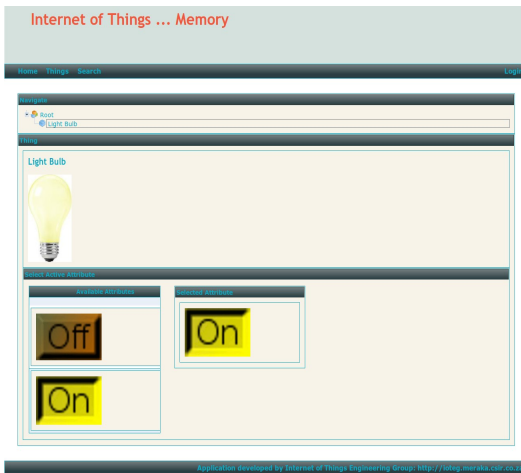 Internet of Things ... Memory
Home Things Search Login
Navigate
Root
Light Bulb
Thing
Light Bulb
Select Active Attribute
Available Attributes
Selected Attribute
Off
On
On
Application developed by Internet of Things Engineering Group: http://ioteg.meraka.csir.co.za